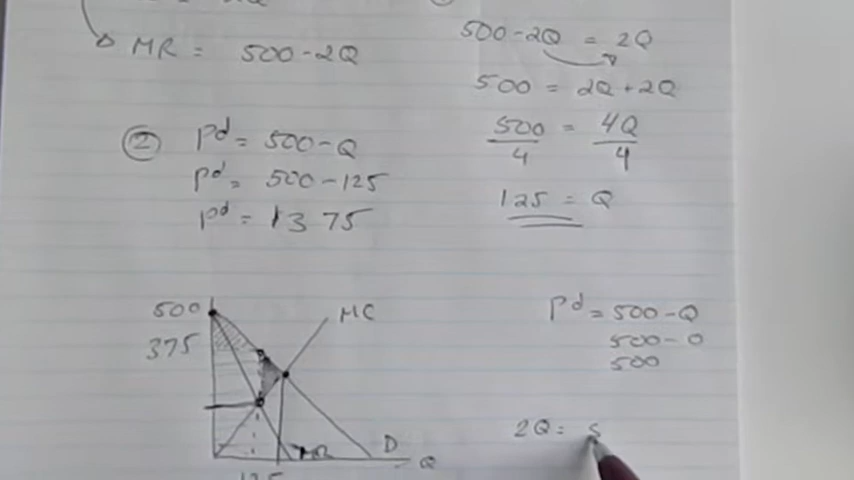 MR = 500-2Q
② pd = 500-Q
pd = 500-125
pd = 1375
500-2Q = 2Q
500 = 2Q+2Q
500 = 4Q
4 4
125 = Q
500
375
MC
MR
D
Q
pd = 500-Q
500-0
500
2Q =